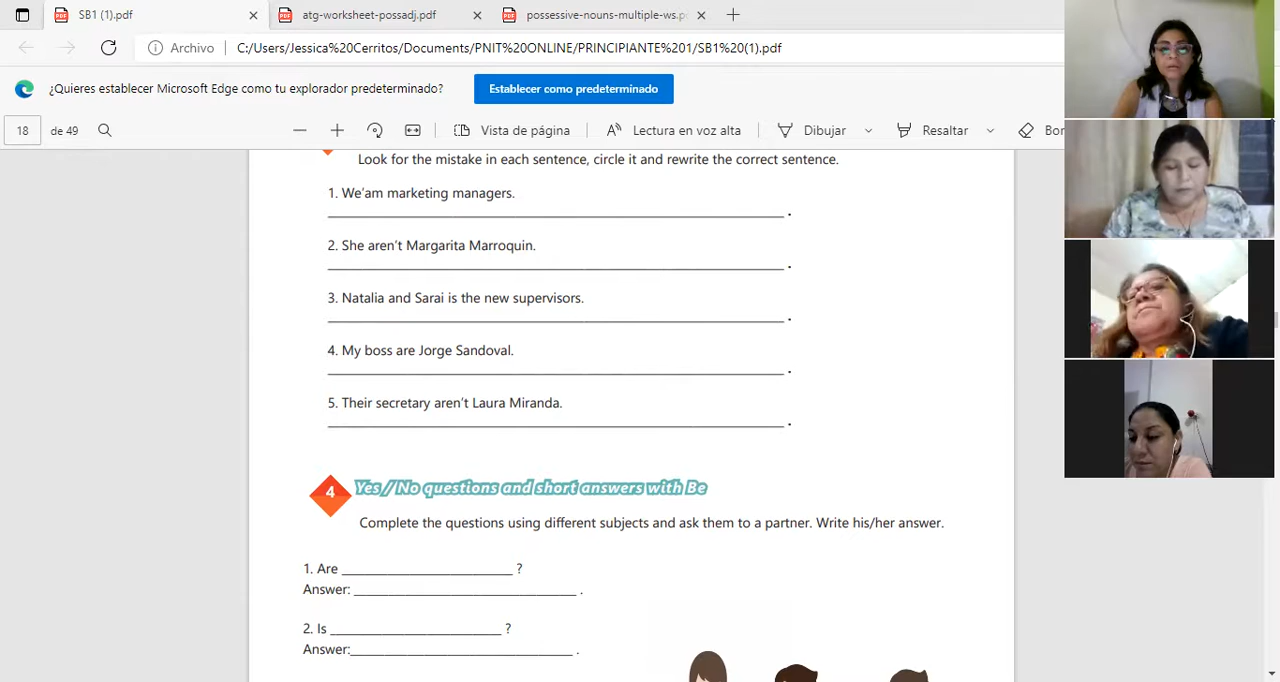 SB1 (1).pdf
atg-worksheet-possadj.pdf
possessive-nouns-multiple-ws.p
Archivo
C:/Users/Jessica%20Cerritos/Documents/PNIT%20ONLINE/PRINCIPIANTE%201/SB1%20(1).pdf
¿Quieres establecer Microsoft Edge como tu explorador predeterminado?
Establecer como predeterminado
18
de 49
Vista de página
Lectura en voz alta
Dibujar
Resaltar
Bor
Look for the mistake in each sentence, circle it and rewrite the correct sentence.
1. We'am marketing managers.
2. She aren't Margarita Marroquin.
3. Natalia and Sarai is the new supervisors.
4. My boss are Jorge Sandoval.
5. Their secretary aren't Laura Miranda.
4
Yes / No questions and short answers with Be
Complete the questions using different subjects and ask them to a partner. Write his/her answer.
1. Are ______________________ ?
Answer: ____________________________ .
2. Is ______________________ ?
Answer:____________________________ .